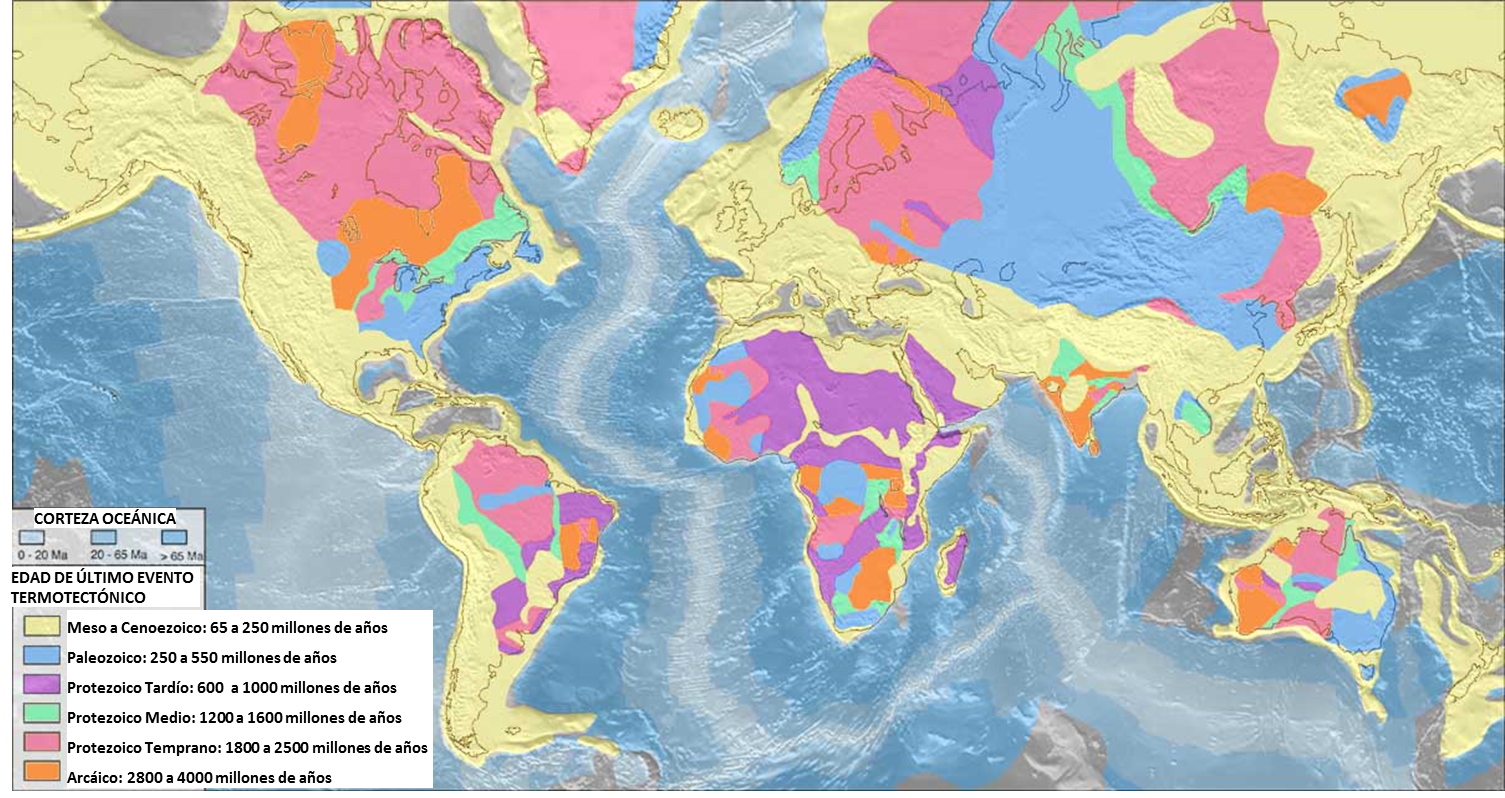 CORTEZA OCEÁNICA
0 - 20 Ma 20 - 65 Ma > 65 Ma
EDAD DE ÚLTIMO EVENTO
TERMOTECTÓNICO
Meso a Cenoezoico: 65 a 250 millones de años
Paleozoico: 250 a 550 millones de años
Protezoico Tardío: 600 a 1000 millones de años
Protezoico Medio: 1200 a 1600 millones de años
Protezoico Temprano: 1800 a 2500 millones de años
Arcáico: 2800 a 4000 millones de años